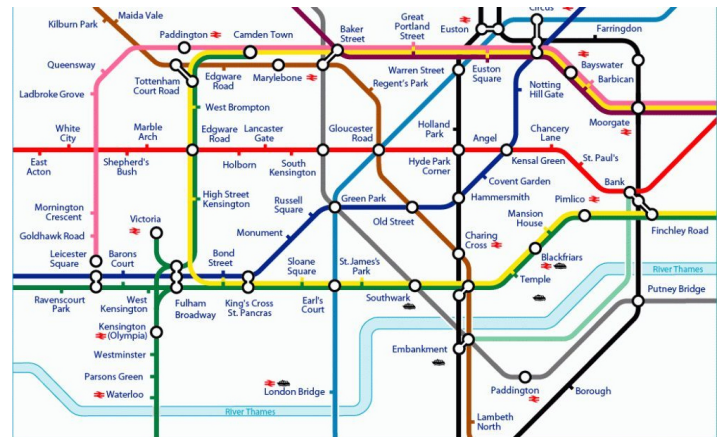 Circus
Maida Vale
Kilburn Park
Paddington
Camden Town
Baker
Street
Great
Portland
Street
Euston
Farringdon
Queensway
Tottenham
Court Road
Edgware
Road
Marylebone
Regent's Park
Warren Street
Euston
Square
Bayswater
Barbican
Ladbroke Grove
West Brompton
Notting
Hill Gate
Moorgate
White
City
Marble
Arch
Edgware
Road
Lancaster
Gate
Gloucester
Road
Holland
Park
Angel
Chancery
Lane
East
Acton
Shepherd's
Bush
Holborn
South
Kensington
Hyde Park
Corner
Kensal Green
St. Paul's
Covent Garden
Bank
Mornington
Crescent
High Street
Kensington
Russell
Square
Green Park
Old Street
Hammersmith
Pimlico
Mansion
House
Goldhawk Road
Victoria
Monument
Finchley Road
Leicester
Square
Barons
Court
Bond
Street
Sloane
Square
St.James's
Park
Charing
Cross
Blackfriars
River Thames
Temple
Ravenscourt
Park
West
Kensington
Fulham
Broadway
King's Cross
St. Pancras
Earl's
Court
Southwark
Putney Bridge
Kensington
(Olympia)
Westminster
Embankment
Parsons Green
Waterloo
London Bridge
Paddington
Borough
River Thames
Lambeth
North